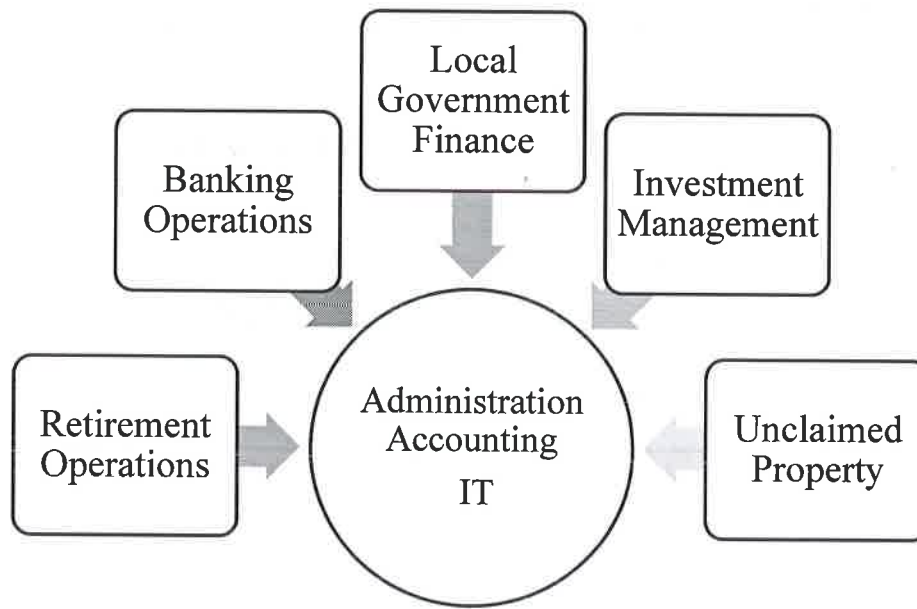 Local
Government
Finance
Banking
Operations
Investment
Management
Retirement
Operations
Administration
Accounting
IT
Unclaimed
Property